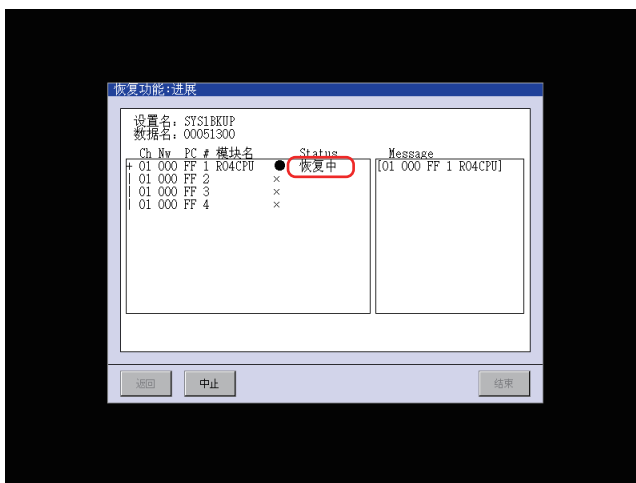 恢复功能:进展
设置名: SYS1BKUP
数据名: 00051300
Ch Nw PC # 模块名 Status Message
+ 01 000 FF 1 R04CPU ● 恢复中 [01 000 FF 1 R04CPU]
| 01 000 FF 2 ×
| 01 000 FF 3 ×
| 01 000 FF 4 ×
返回 中止 结束